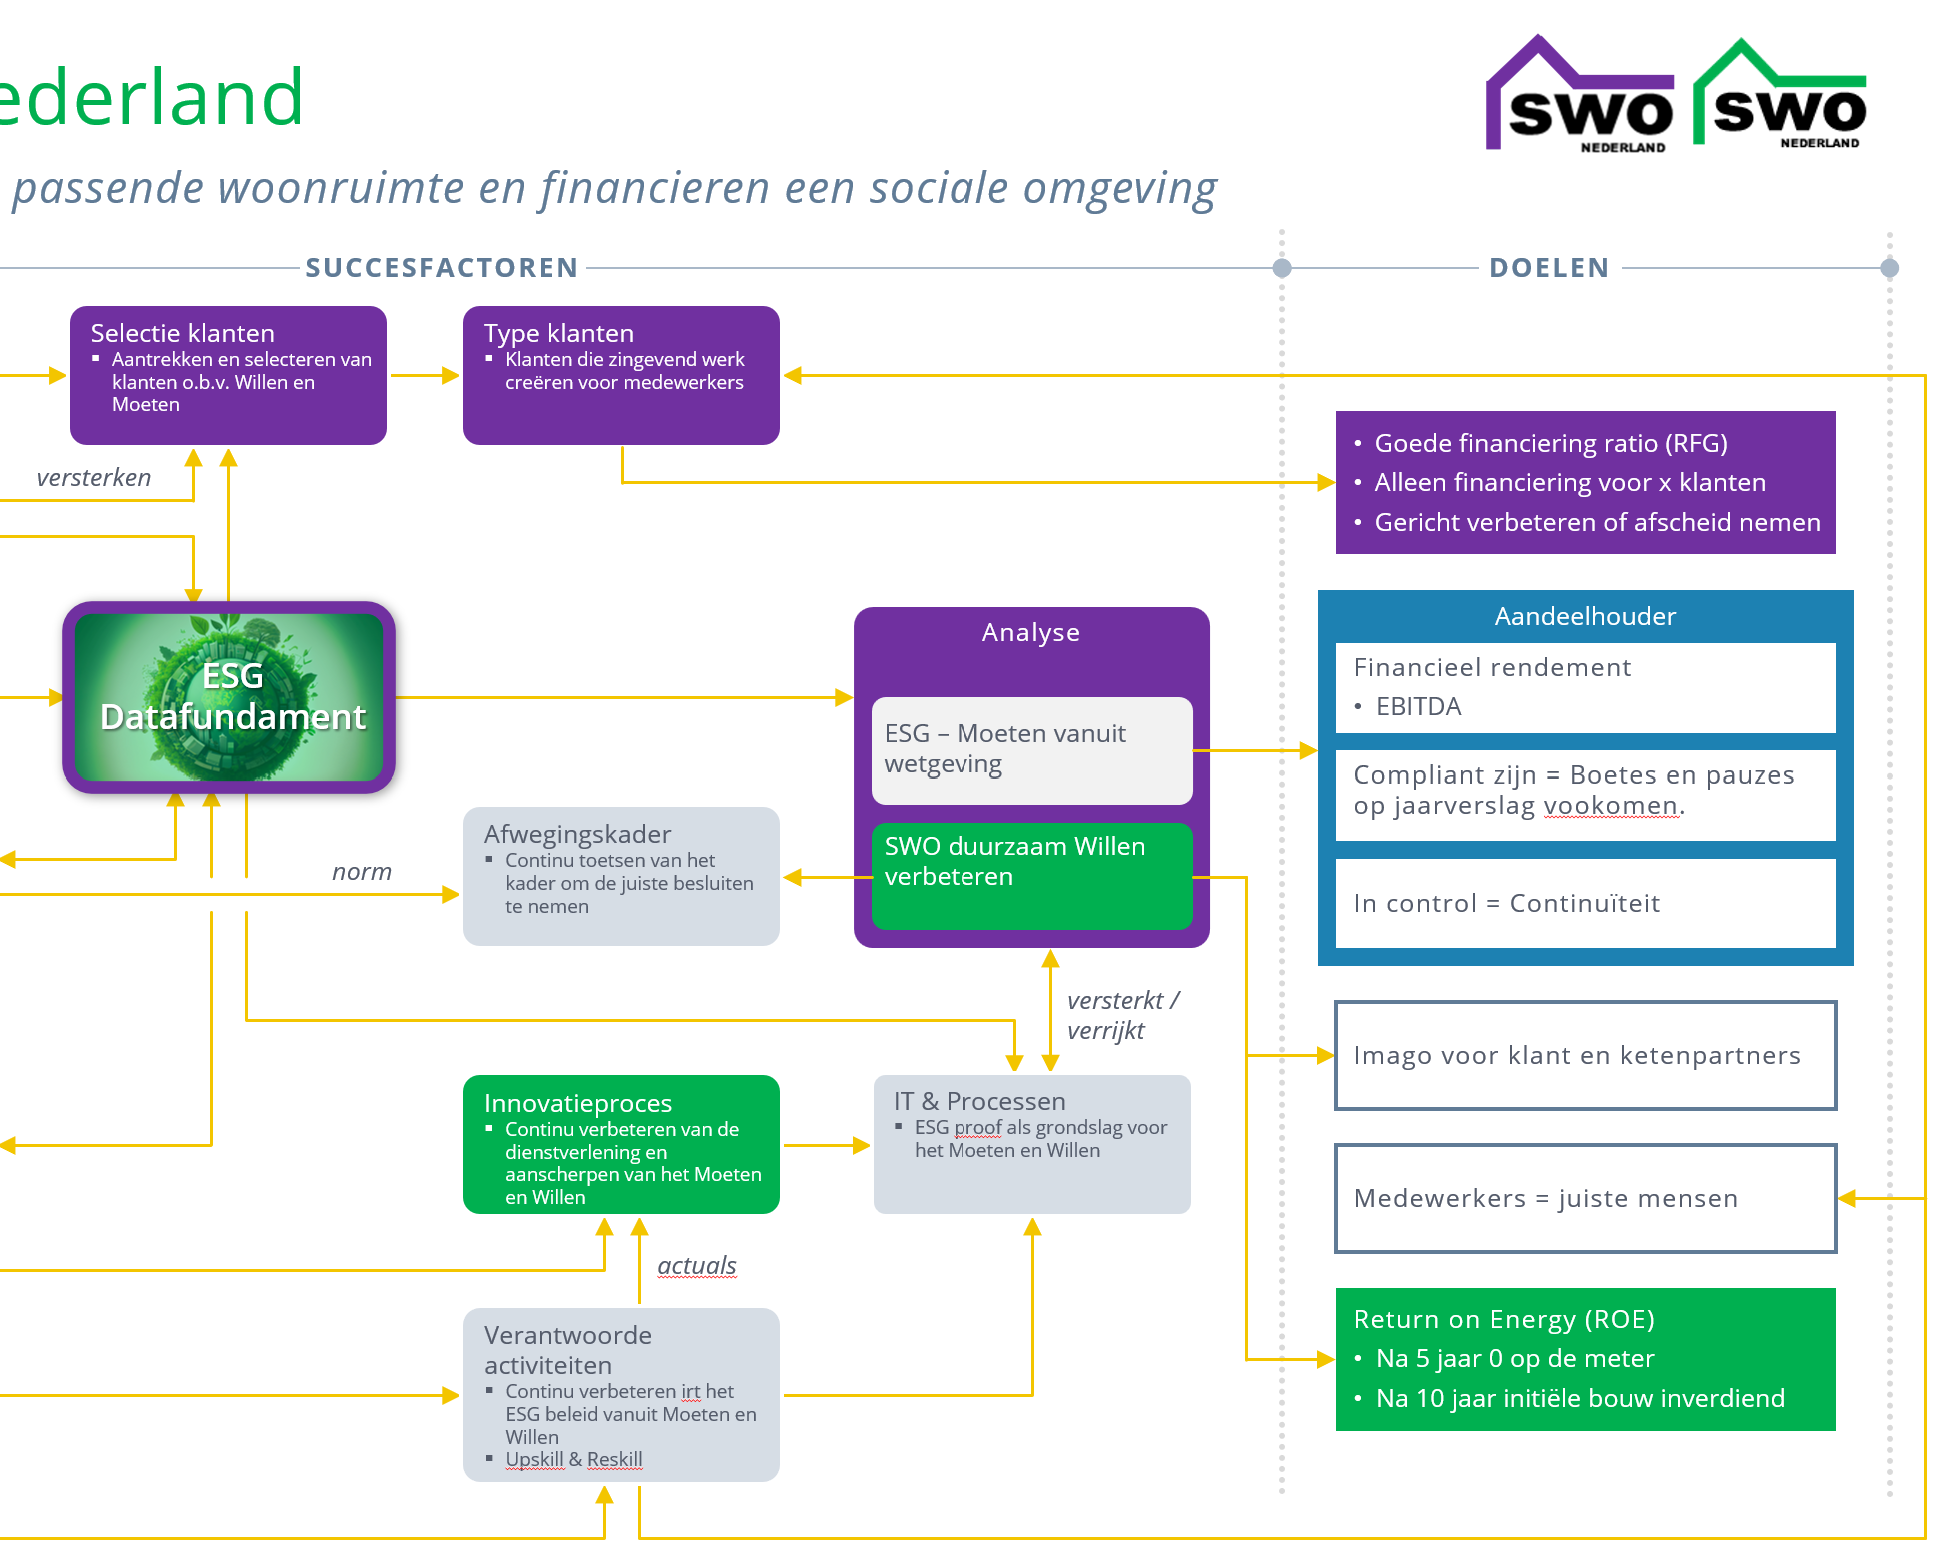 ederland
SWO
NEDERLAND
SWO
NEDERLAND
passende woonruimte en financieren een sociale omgeving
SUCCESFACTOREN
DOELEN
Selectie klanten
▪ Aantrekken en selecteren van
klanten o.b.v. Willen en
Moeten
Type klanten
▪ Klanten die zingevend werk
creëren voor medewerkers
• Goede financiering ratio (RFG)
• Alleen financiering voor x klanten
• Gericht verbeteren of afscheid nemen
versterken
ESG
Datafundament
Analyse
ESG – Moeten vanuit
wetgeving
SWO duurzaam Willen
verbeteren
Aandeelhouder
Financieel rendement
• EBITDA
Compliant zijn = Boetes en pauzes
op jaarverslag vookomen.
In control = Continuïteit
norm
Afwegingskader
▪ Continu toetsen van het
kader om de juiste besluiten
te nemen
versterkt /
verrijkt
Imago voor klant en ketenpartners
Innovatieproces
▪ Continu verbeteren van de
dienstverlening en
aanscherpen van het Moeten
en Willen
IT & Processen
▪ ESG proof als grondslag voor
het Moeten en Willen
Medewerkers = juiste mensen
actuals
Verantwoorde
activiteiten
▪ Continu verbeteren irt het
ESG beleid vanuit Moeten en
Willen
▪ Upskill & Reskill
Return on Energy (ROE)
• Na 5 jaar 0 op de meter
• Na 10 jaar initiële bouw inverdiend